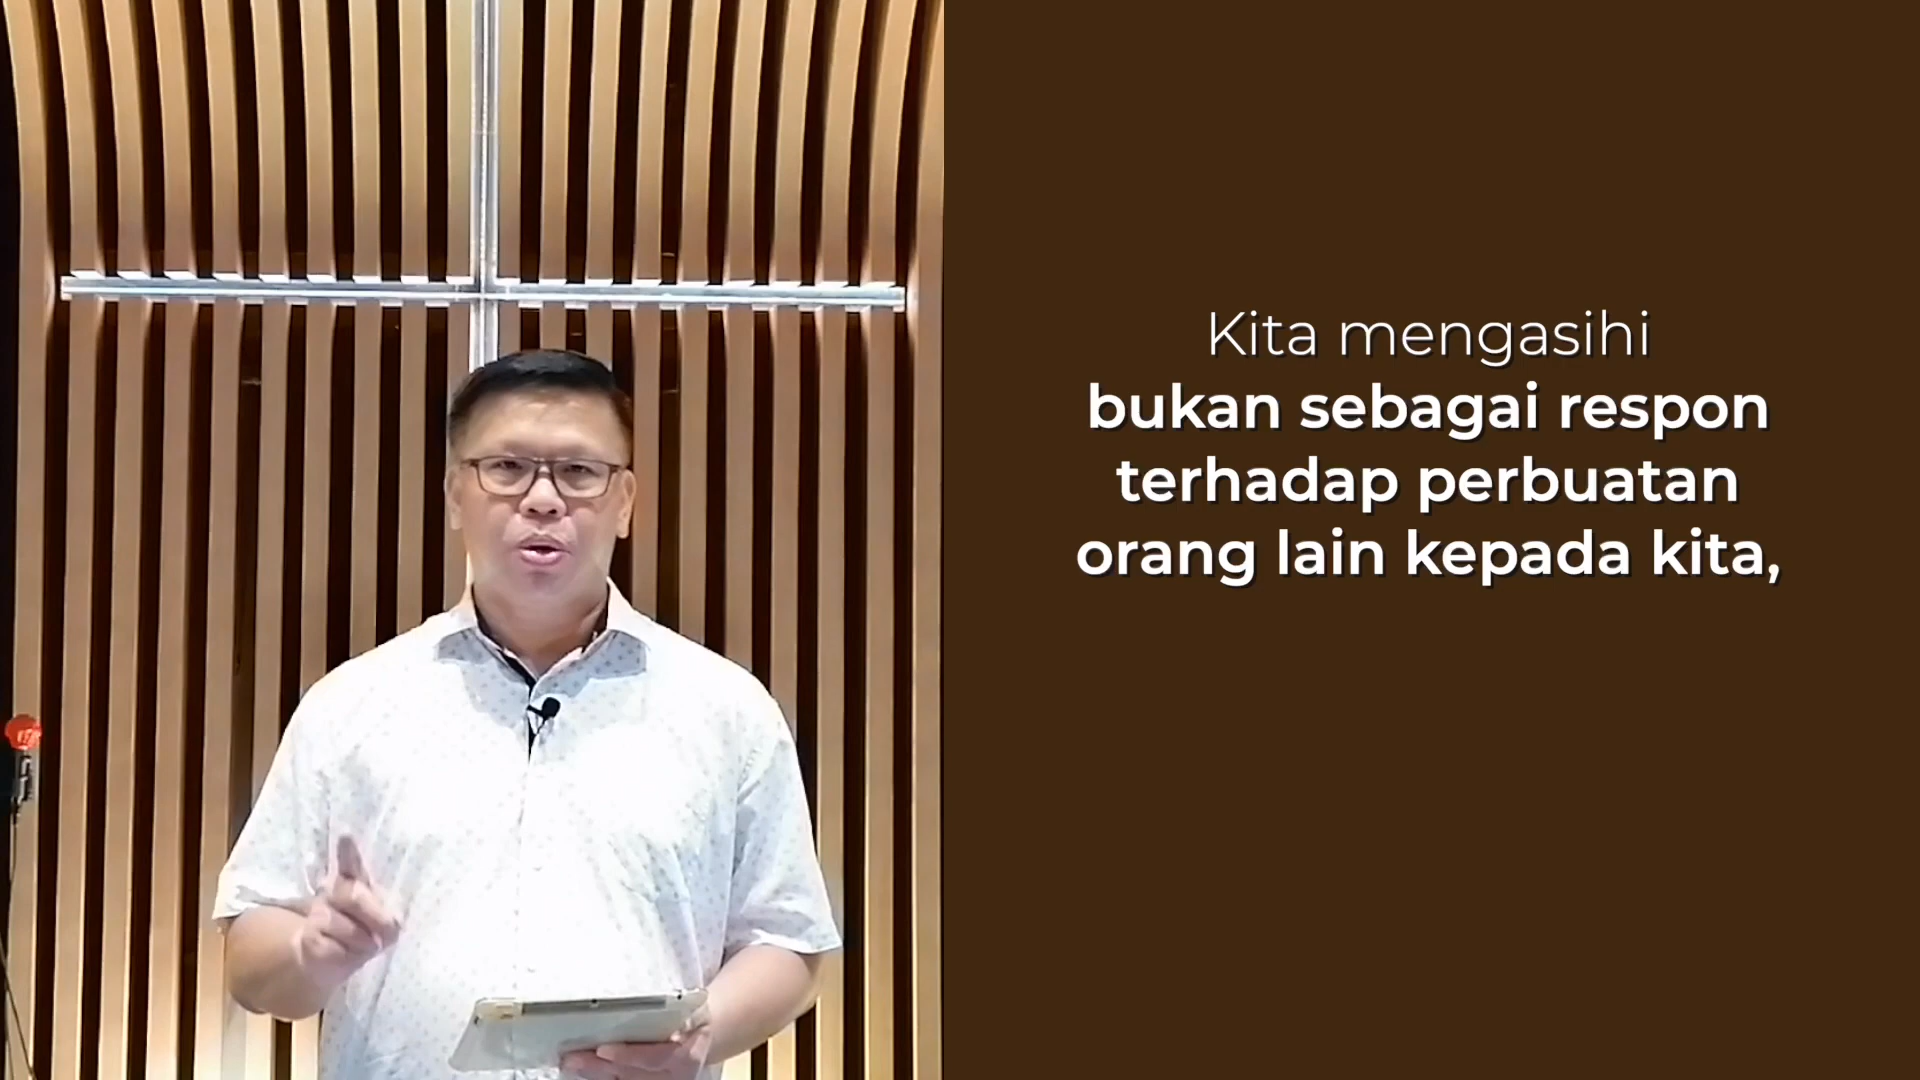 Kita mengasihi
bukan sebagai respon
terhadap perbuatan
orang lain kepada kita,